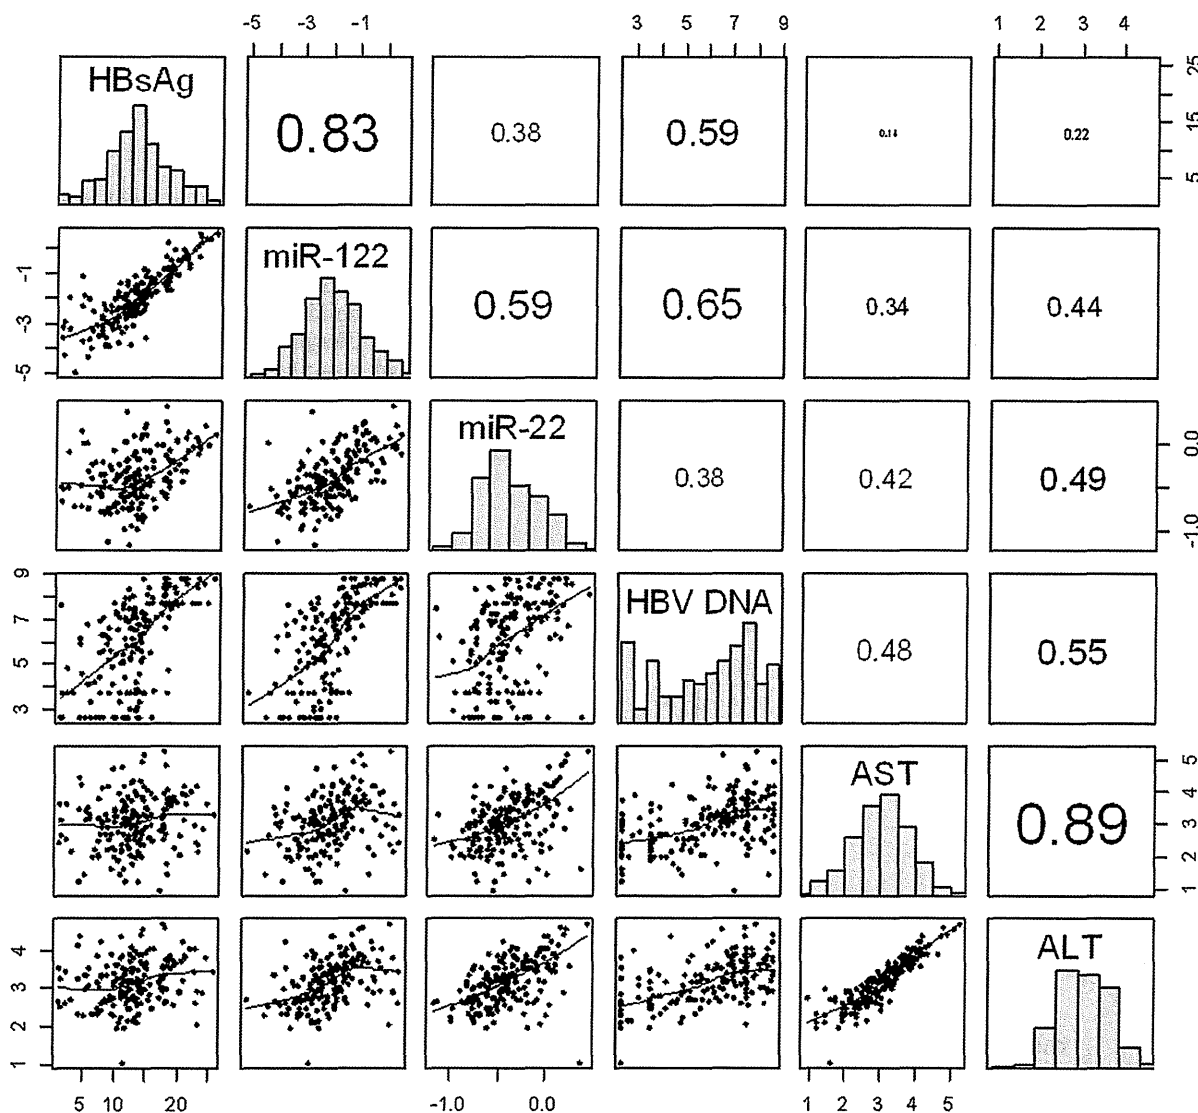 -5 -3 -1 3 5 7 9 1 2 3 4
HBsAg 0.83 0.38 0.59 0.22 5 15 25
-5 -3 -1 miR-122 0.59 0.65 0.34 0.44
miR-22 0.38 0.42 0.49 -1.0 0.0
3 5 7 9 HBV DNA 0.48 0.55
AST 0.89 1 2 3 4 5
1 2 3 4 ALT
5 10 20 -1.0 0.0 1 2 3 4 5